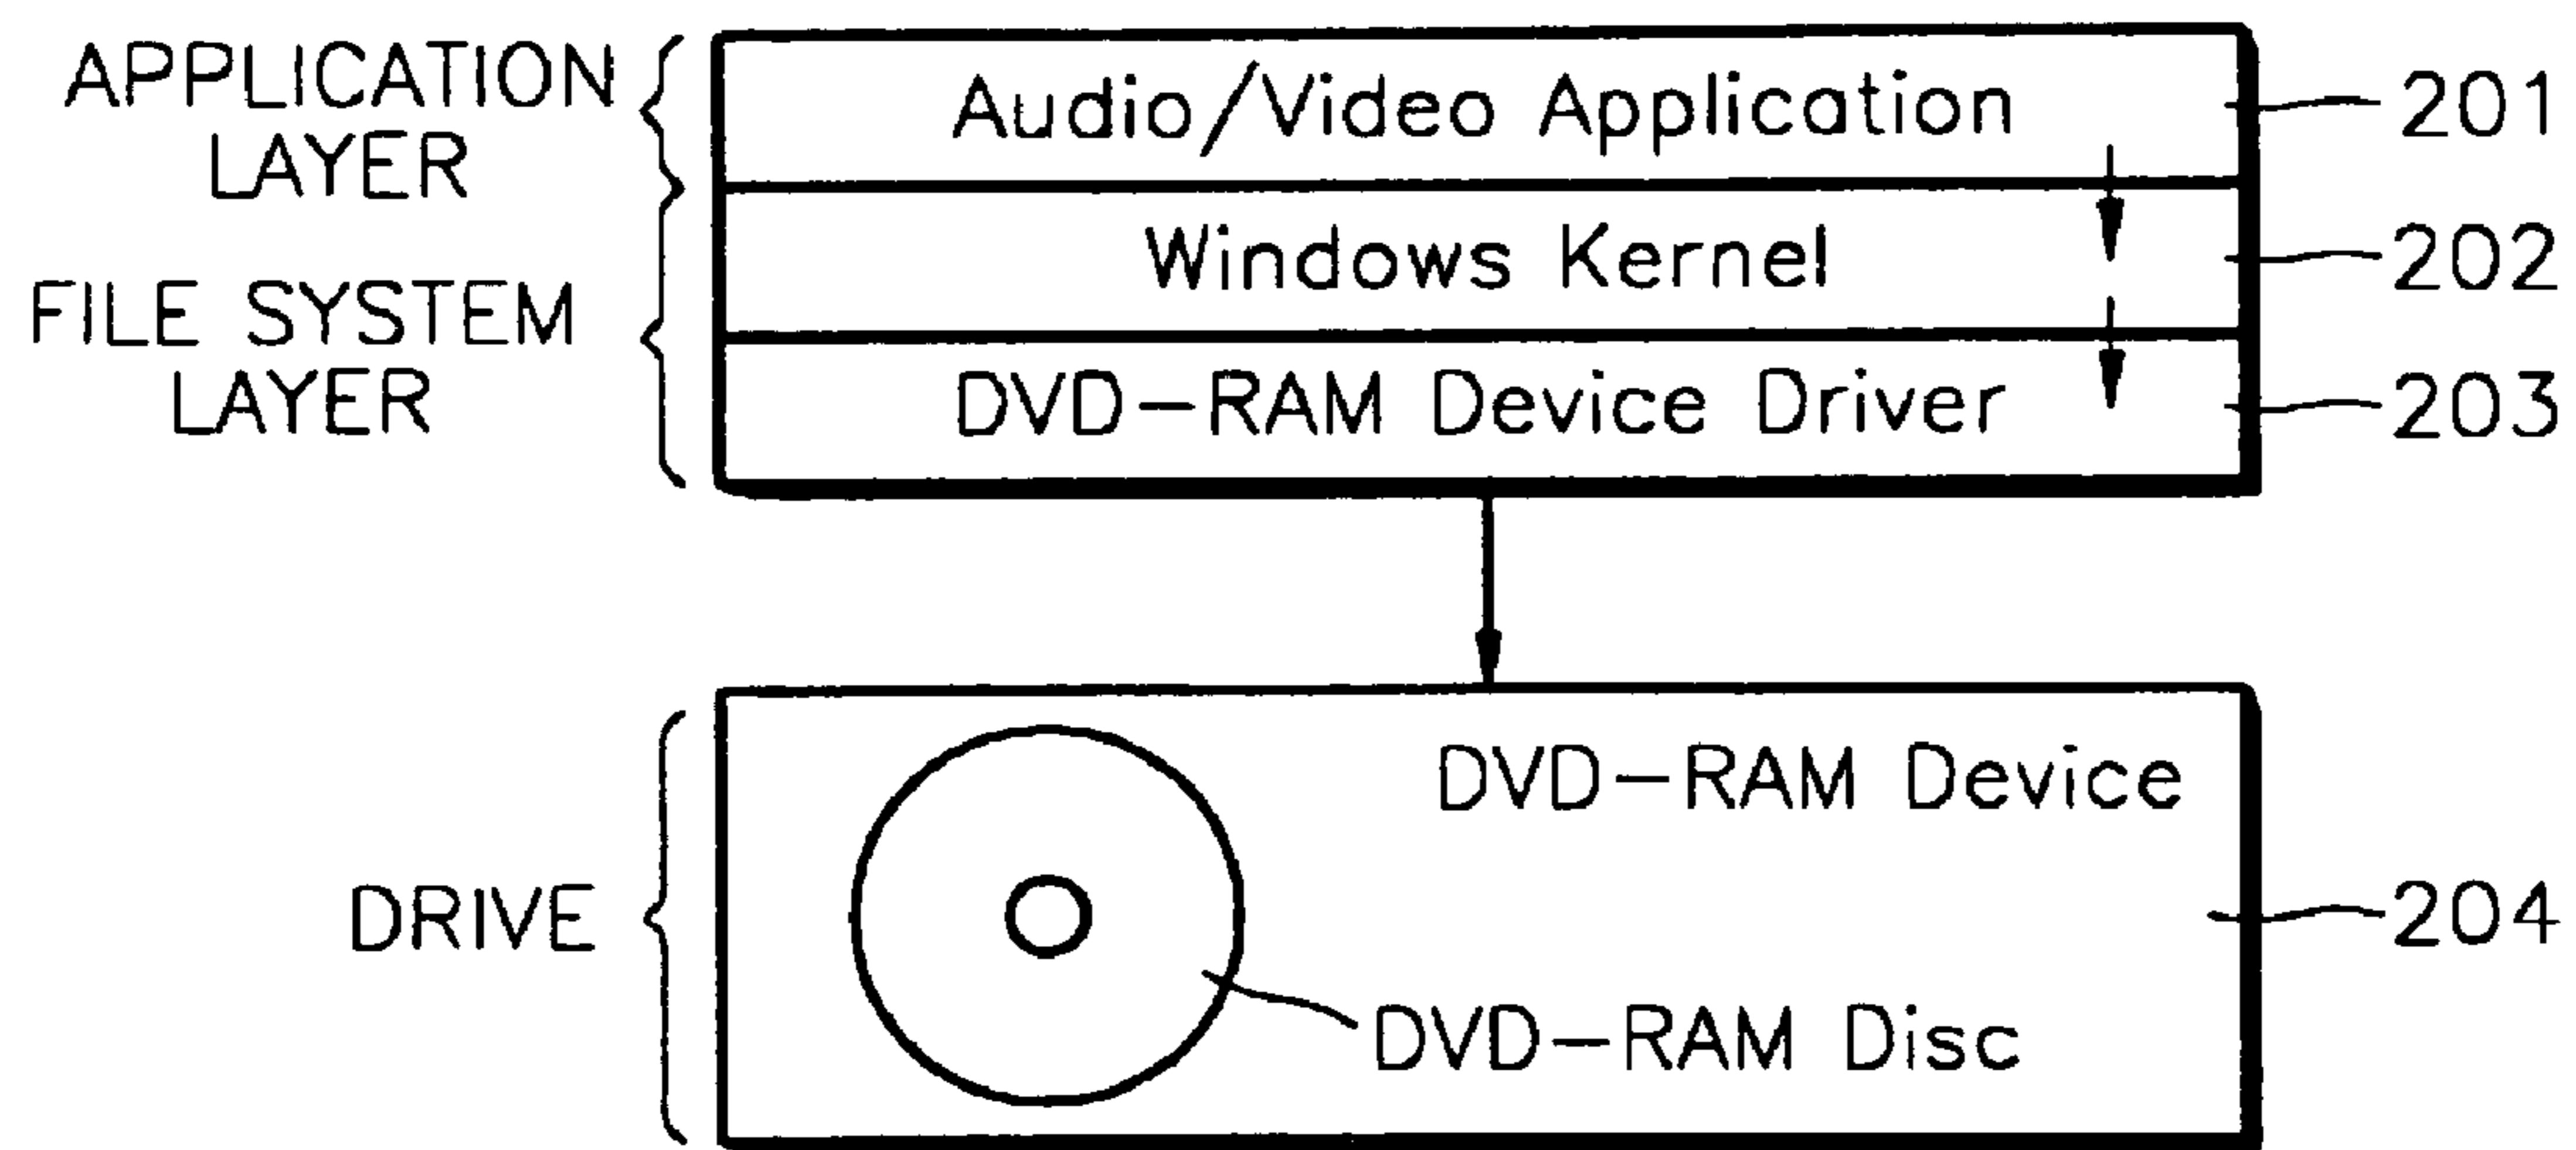 APPLICATION
LAYER
Audio/Video Application
201
Windows Kernel
202
FILE SYSTEM
LAYER
DVD-RAM Device Driver
203
DRIVE
DVD-RAM Device
204
DVD-RAM Disc